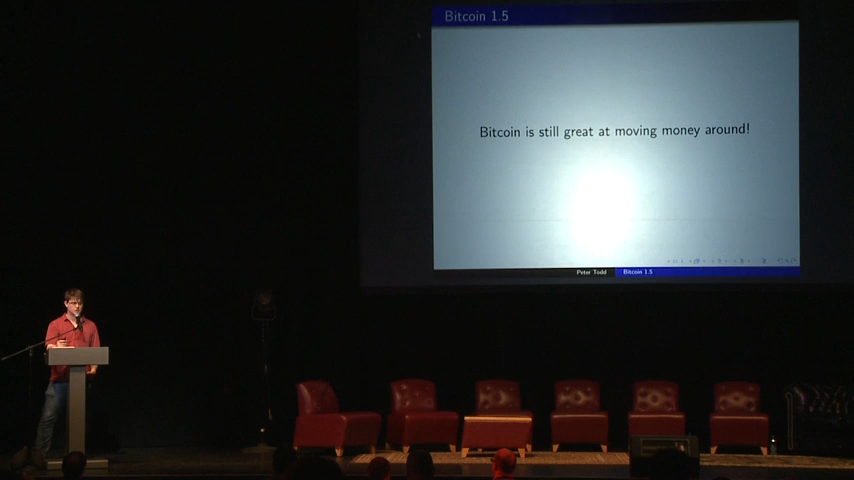 Bitcoin 1.5
Bitcoin is still great at moving money around!
Peter Todd Bitcoin 1.5